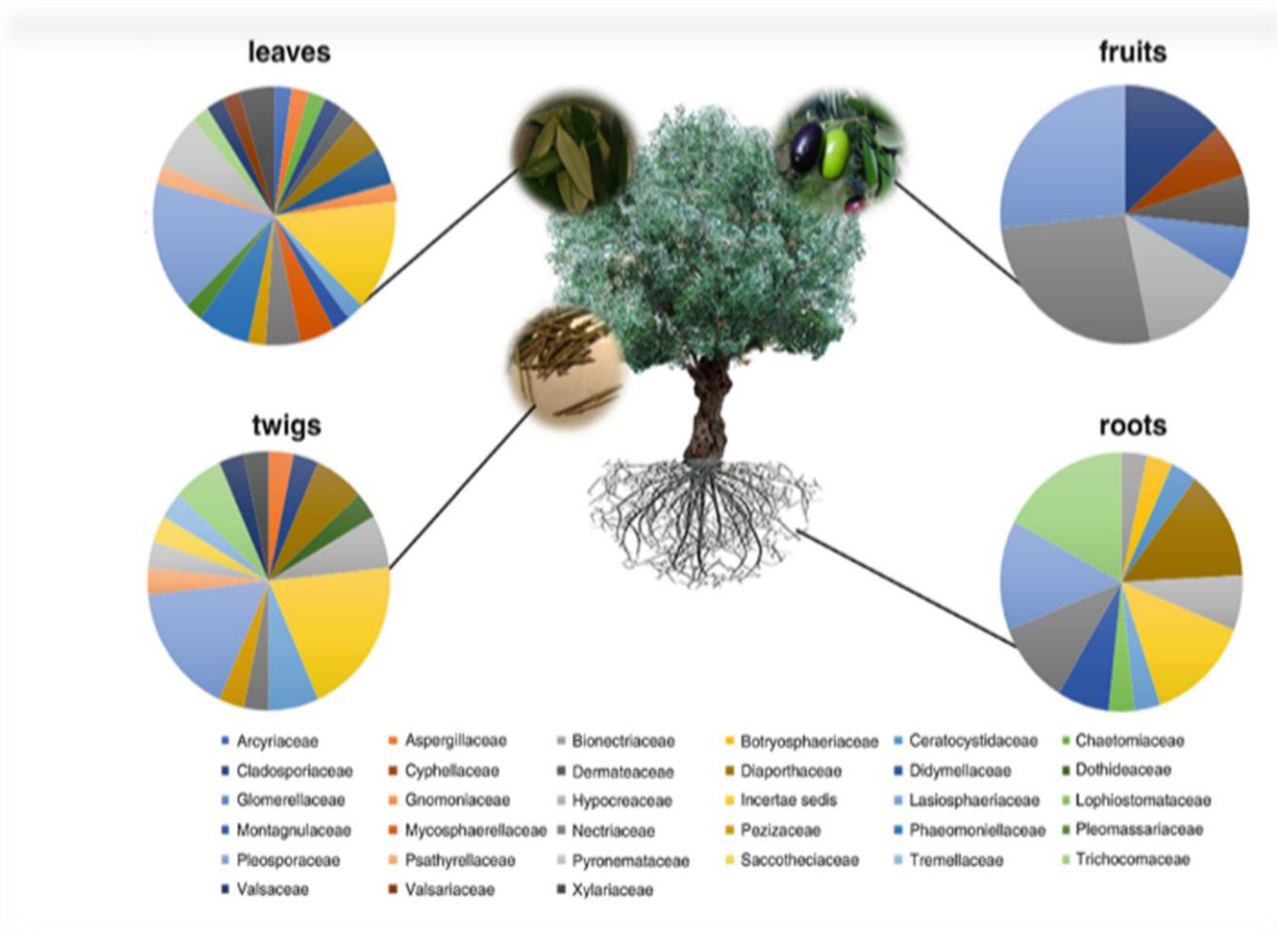 leaves
fruits
twigs
roots
Arcyriaceae Aspergillaceae Bionectriaceae Botryosphaeriaceae Ceratocystidaceae Chaetomiaceae
Cladosporiaceae Cyphellaceae Dermateaceae Diaporthaceae Didymellaceae Dothideaceae
Glomerellaceae Gnomoniaceae Hypocreaceae Incertae sedis Lasiosphaeriaceae Lophiostomataceae
Montagnulaceae Mycosphaerellaceae Nectriaceae Pezizaceae Phaeomoniellaceae Pleomassariaceae
Pleosporaceae Psathyrellaceae Pyronemataceae Saccotheciaceae Tremellaceae Trichocomaceae
Valsaceae Valsariaceae Xylariaceae